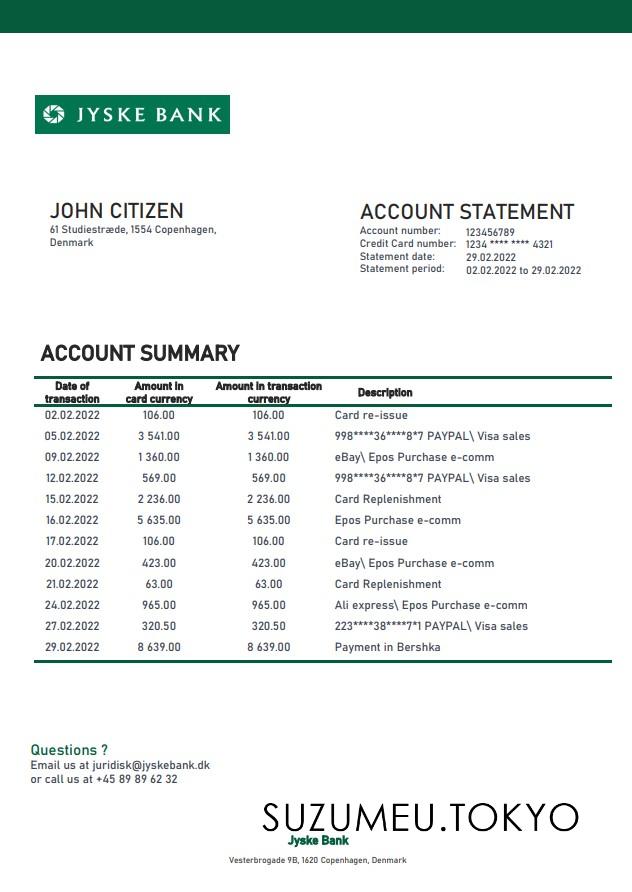 JYSKE BANK
JOHN CITIZEN
61 Studiestræde, 1554 Copenhagen,
Denmark
ACCOUNT STATEMENT
Account number: 123456789
Credit Card number: 1234 **** **** 4321
Statement date: 29.02.2022
Statement period: 02.02.2022 to 29.02.2022
ACCOUNT SUMMARY
Date of transaction Amount in card currency Amount in transaction currency Description
02.02.2022 106.00 106.00 Card re-issue
05.02.2022 3 541.00 3 541.00 998****36****8*7 PAYPAL\ Visa sales
09.02.2022 1 360.00 1 360.00 eBay\ Epos Purchase e-comm
12.02.2022 569.00 569.00 998****36****8*7 PAYPAL\ Visa sales
15.02.2022 2 236.00 2 236.00 Card Replenishment
16.02.2022 5 635.00 5 635.00 Epos Purchase e-comm
17.02.2022 106.00 106.00 Card re-issue
20.02.2022 423.00 423.00 eBay\ Epos Purchase e-comm
21.02.2022 63.00 63.00 Card Replenishment
24.02.2022 965.00 965.00 Ali express\ Epos Purchase e-comm
27.02.2022 320.50 320.50 223****38****7*1 PAYPAL\ Visa sales
29.02.2022 8 639.00 8 639.00 Payment in Bershka
Questions ?
Email us at juridisk@jyskebank.dk
or call us at +45 89 89 62 32
SUZUMEU.TOKYO
Jyske Bank
Vesterbrogade 9B, 1620 Copenhagen, Denmark